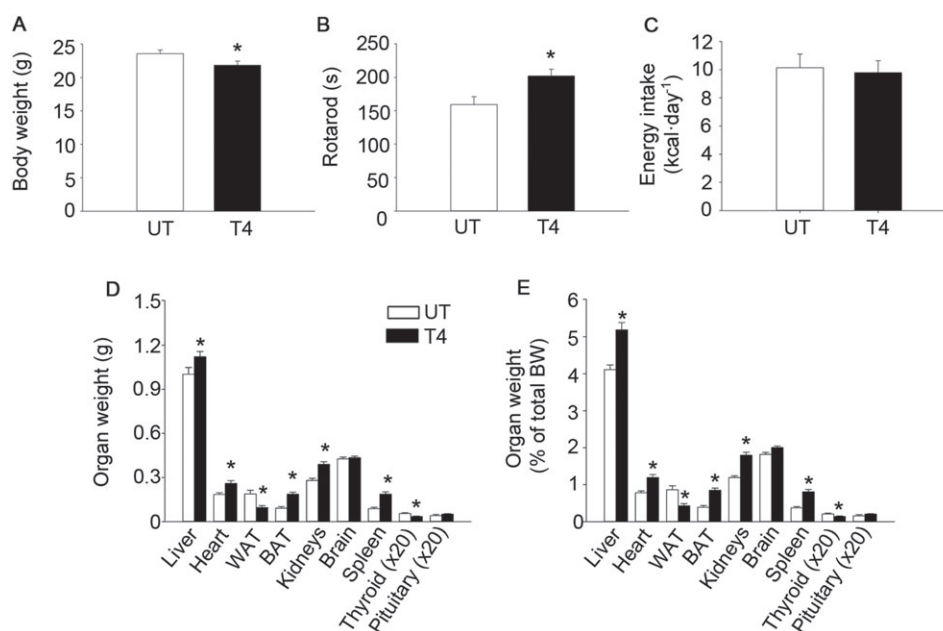 A
Body weight (g)
25
20
15
10
5
0
*
UT
T4
B
Rotarod (s)
250
200
150
100
50
0
*
UT
T4
C
Energy intake
(kcal·day⁻¹)
12
10
8
6
4
2
0
UT
T4
D
Organ weight (g)
1.5
1.2
0.9
0.6
0.3
0
UT
T4
*
*
*
*
*
*
*
Liver
Heart
WAT
BAT
Kidneys
Brain
Spleen
Thyroid (x20)
Pituitary (x20)
E
Organ weight
(% of total BW)
6
5
4
3
2
1
0
*
*
*
*
*
*
*
Liver
Heart
WAT
BAT
Kidneys
Brain
Spleen
Thyroid (x20)
Pituitary (x20)